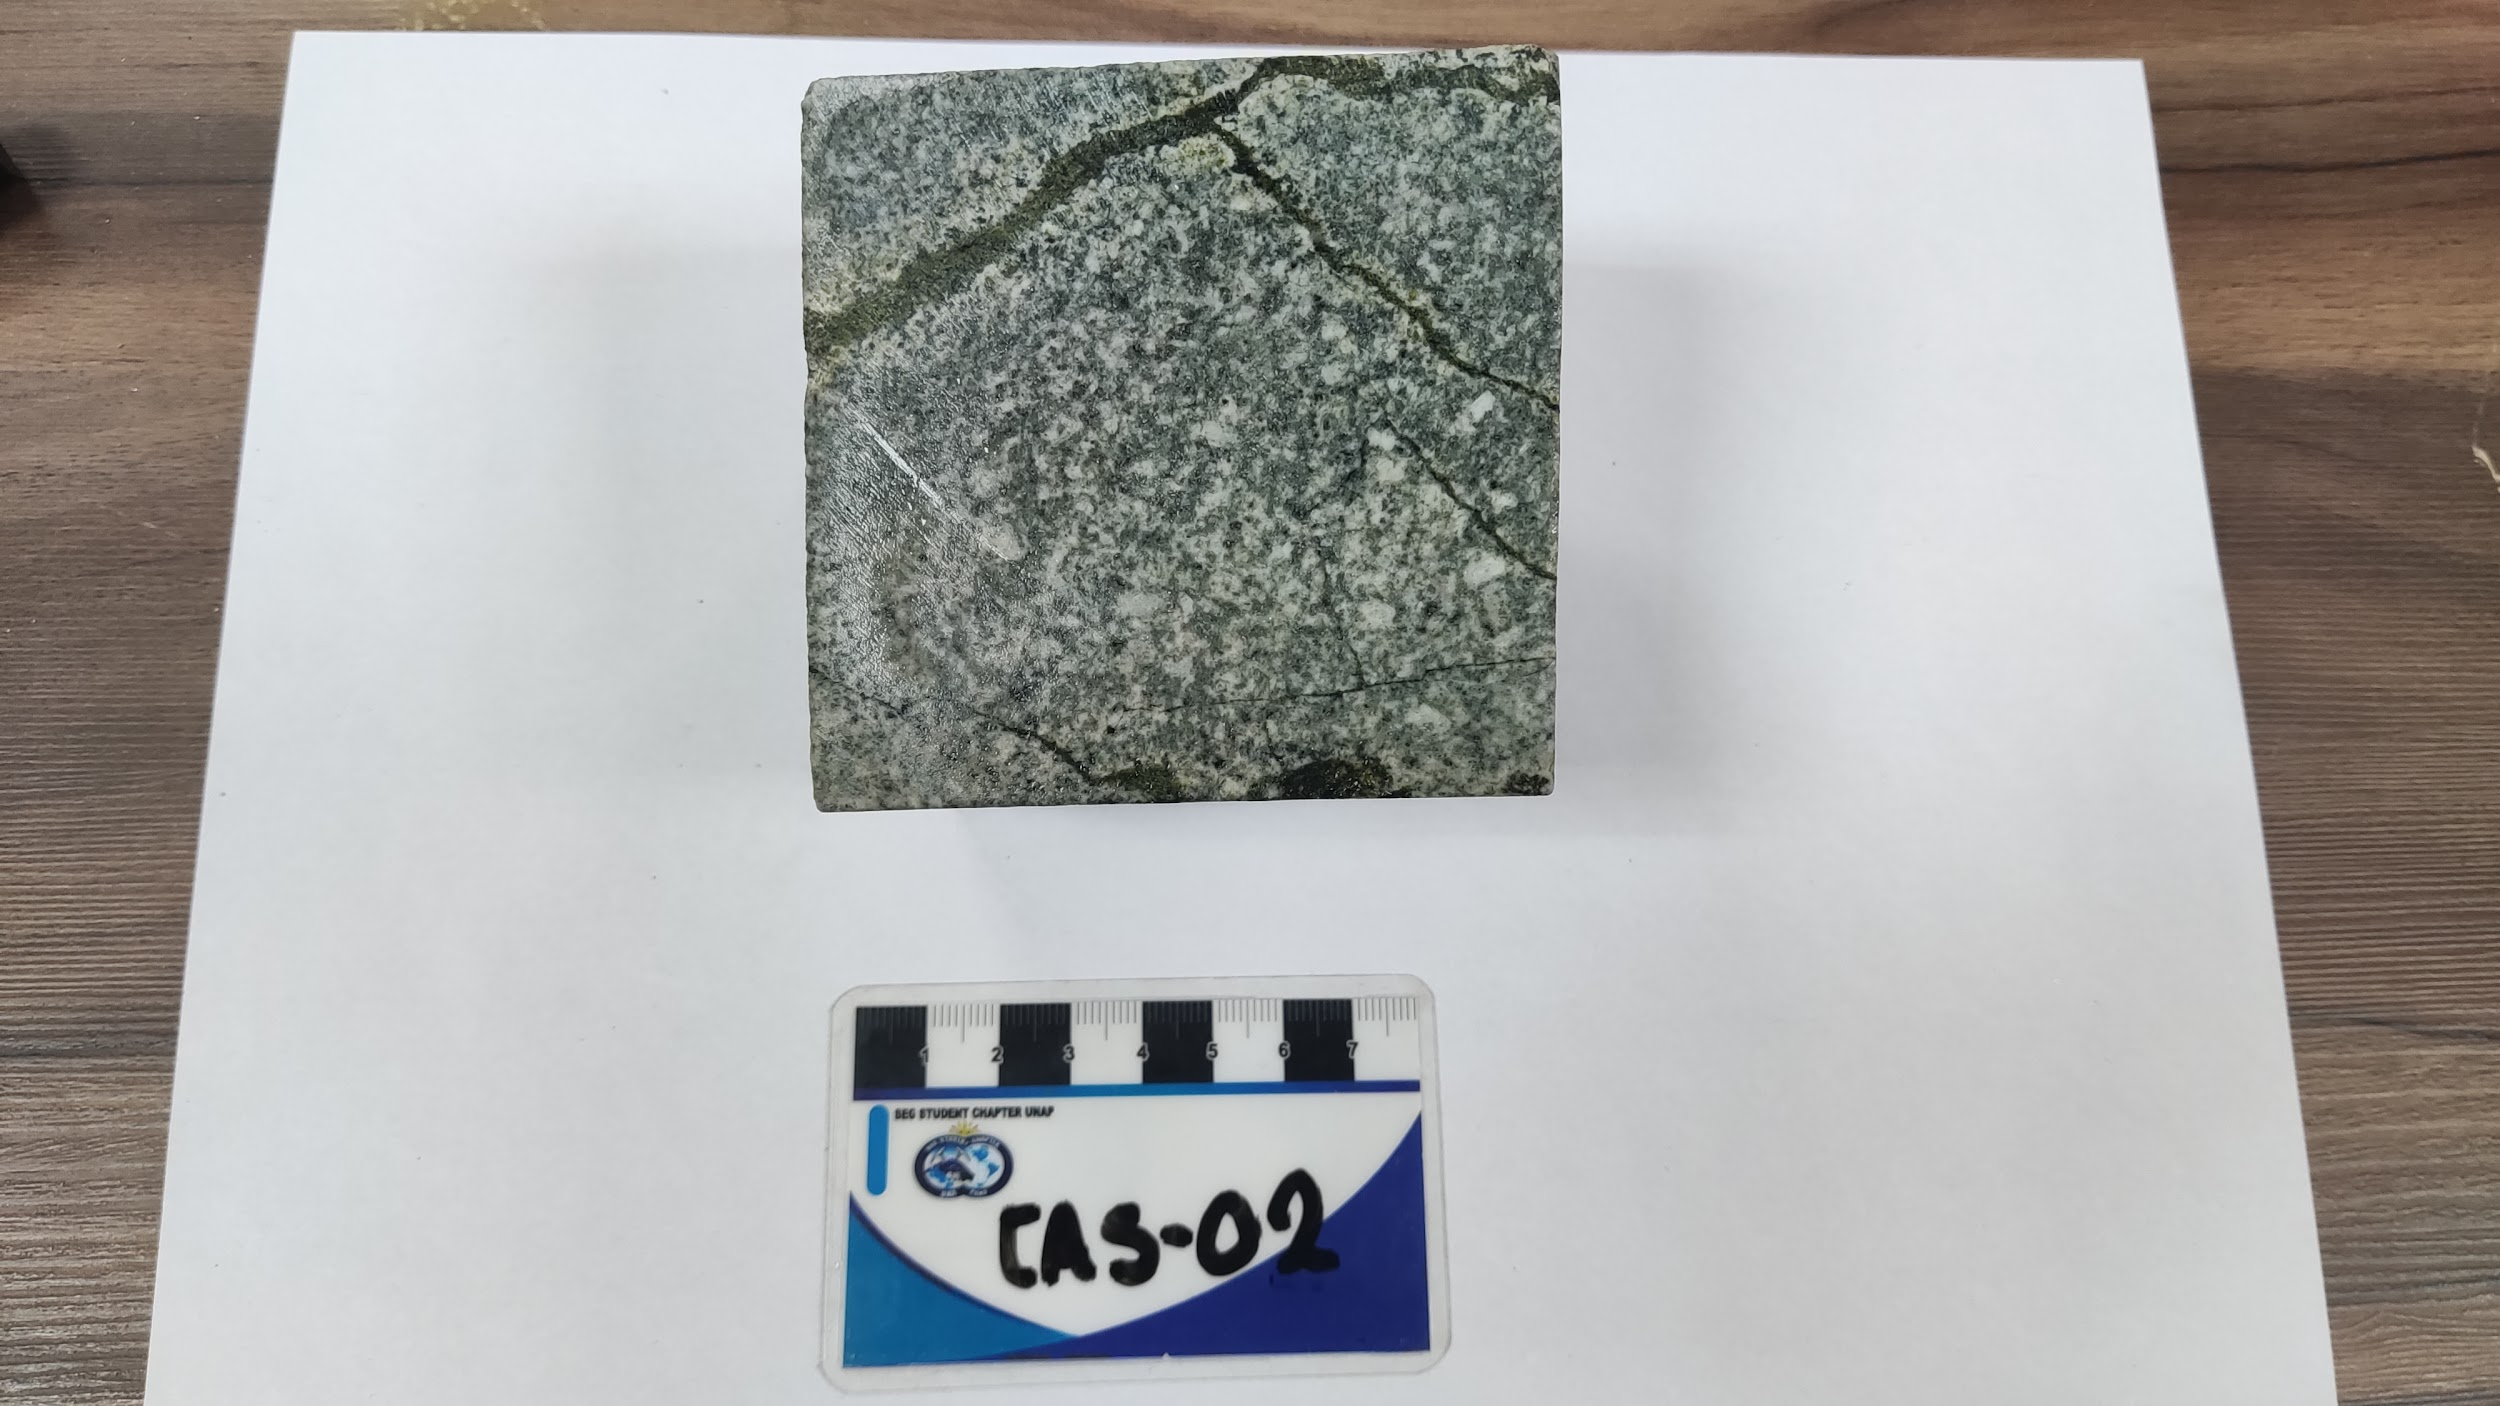 1 2 3 4 5 6 7
SEG STUDENT CHAPTER UNAP
CAS-02